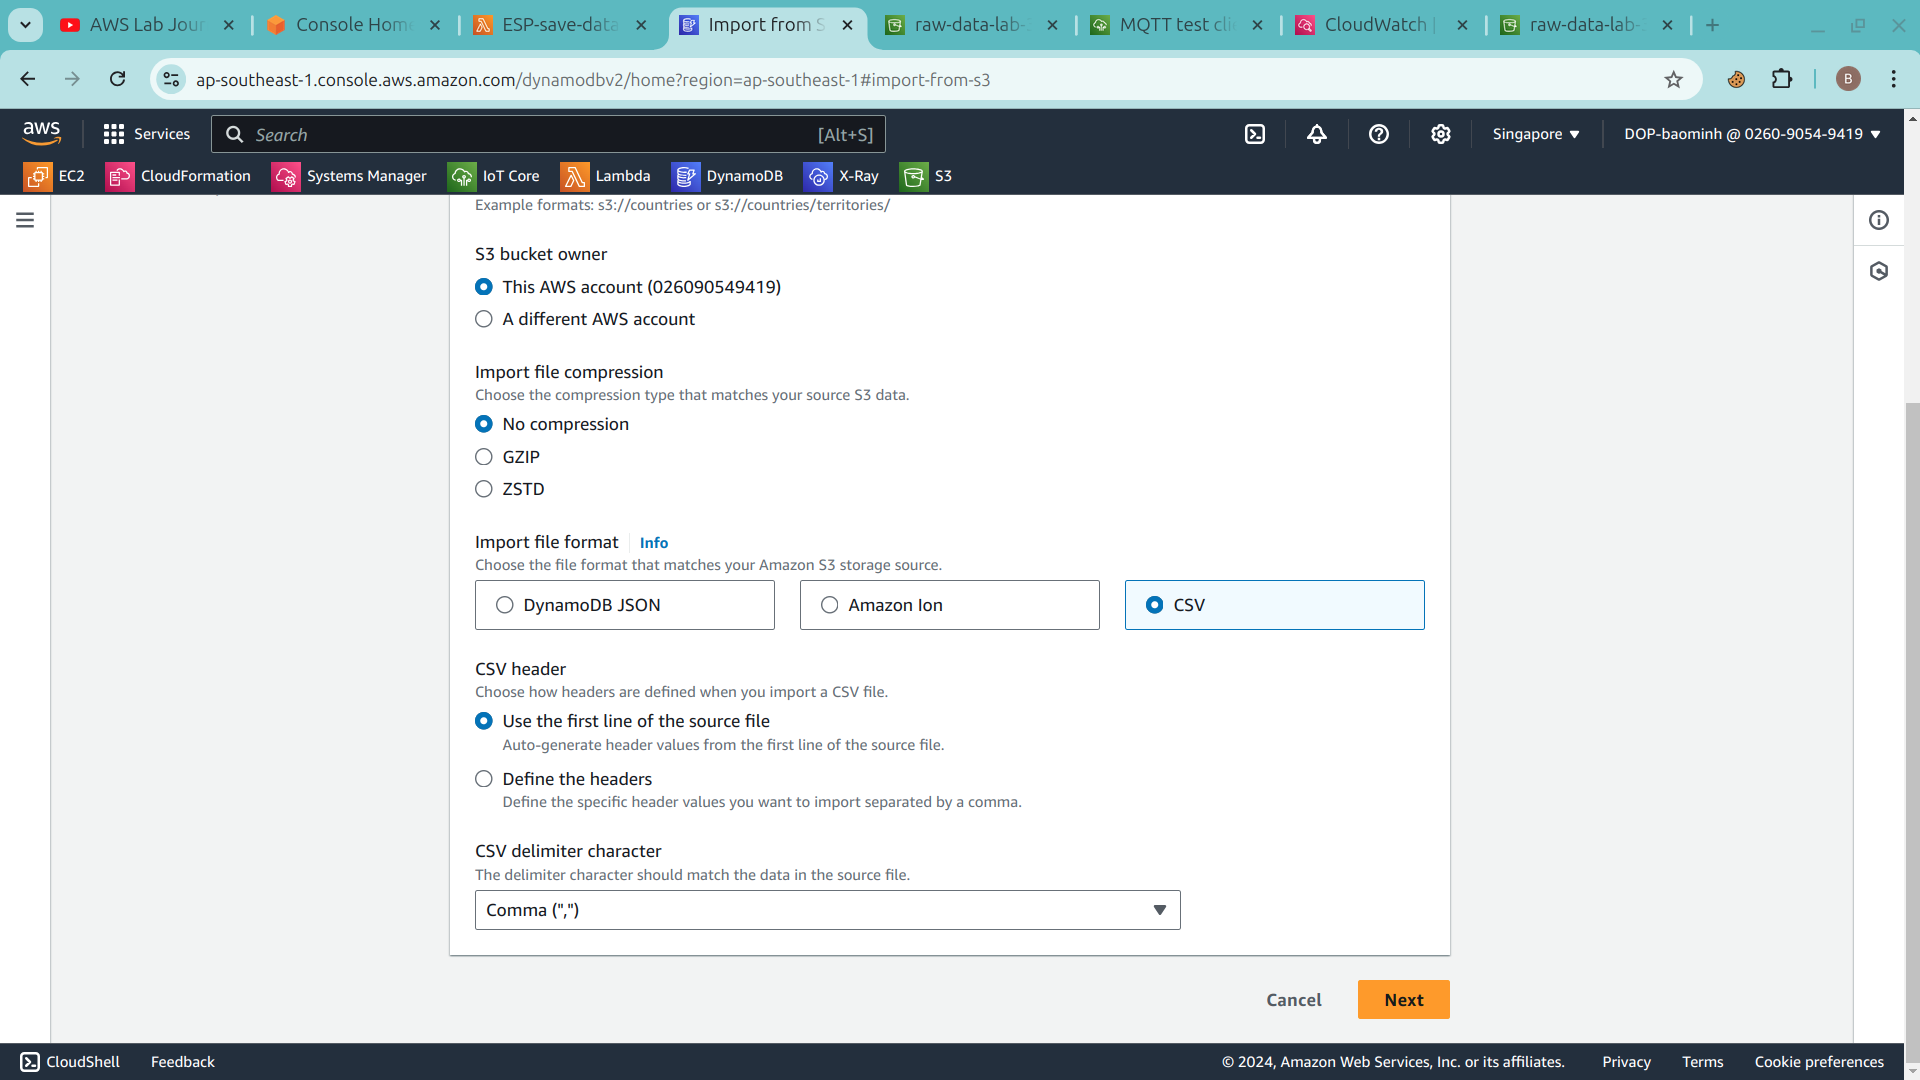 AWS Lab Jour
Console Home
ESP-save-data
Import from S
raw-data-lab-
MQTT test cli
CloudWatch |
raw-data-lab-
ap-southeast-1.console.aws.amazon.com/dynamodbv2/home?region=ap-southeast-1#import-from-s3
B
aws
Services
Search
[Alt+S]
Singapore
DOP-baominh @ 0260-9054-9419
EC2
CloudFormation
Systems Manager
IoT Core
Lambda
DynamoDB
X-Ray
S3
Example formats: s3://countries or s3://countries/territories/
S3 bucket owner
This AWS account (026090549419)
A different AWS account
Import file compression
Choose the compression type that matches your source S3 data.
No compression
GZIP
ZSTD
Import file format
Info
Choose the file format that matches your Amazon S3 storage source.
DynamoDB JSON
Amazon Ion
CSV
CSV header
Choose how headers are defined when you import a CSV file.
Use the first line of the source file
Auto-generate header values from the first line of the source file.
Define the headers
Define the specific header values you want to import separated by a comma.
CSV delimiter character
The delimiter character should match the data in the source file.
Comma (",")
Cancel
Next
CloudShell
Feedback
© 2024, Amazon Web Services, Inc. or its affiliates.
Privacy
Terms
Cookie preferences